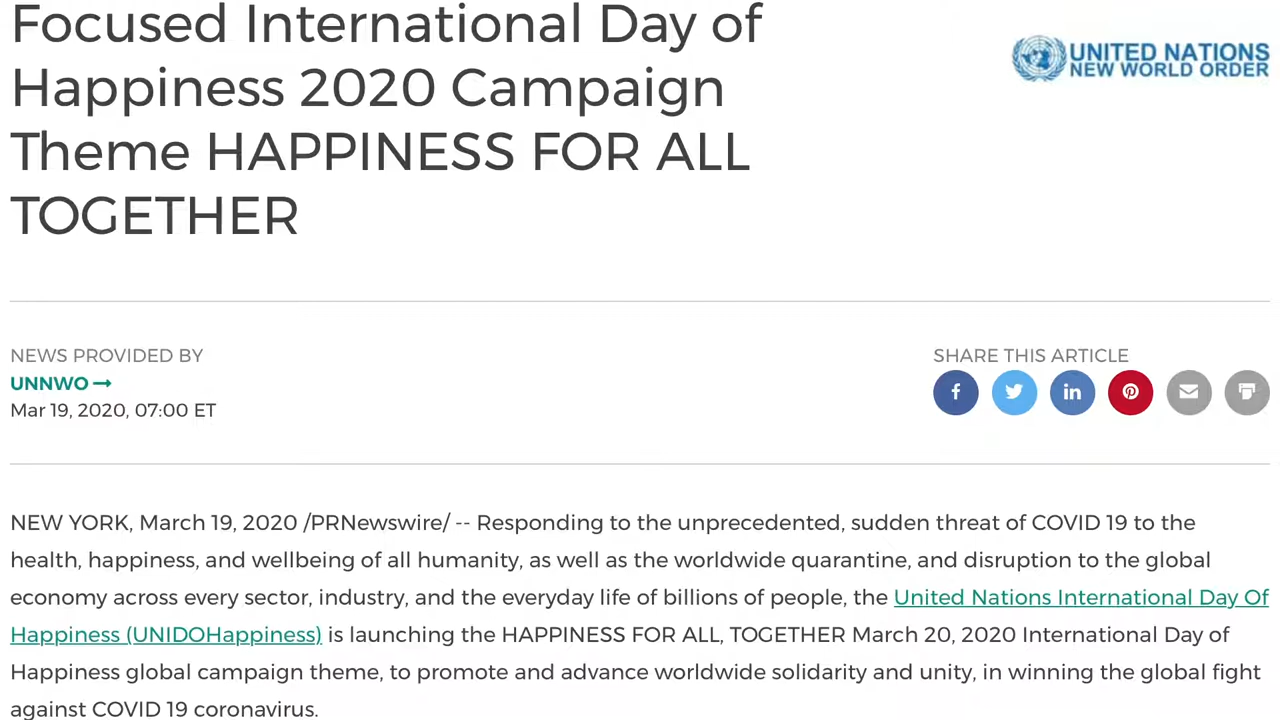 Focused International Day of
Happiness 2020 Campaign
Theme HAPPINESS FOR ALL
TOGETHER
UNITED NATIONS
NEW WORLD ORDER
NEWS PROVIDED BY
UNNWO
Mar 19, 2020, 07:00 ET
SHARE THIS ARTICLE
NEW YORK, March 19, 2020 /PRNewswire/ -- Responding to the unprecedented, sudden threat of COVID 19 to the
health, happiness, and wellbeing of all humanity, as well as the worldwide quarantine, and disruption to the global
economy across every sector, industry, and the everyday life of billions of people, the United Nations International Day Of
Happiness (UNIDOHappiness) is launching the HAPPINESS FOR ALL, TOGETHER March 20, 2020 International Day of
Happiness global campaign theme, to promote and advance worldwide solidarity and unity, in winning the global fight
against COVID 19 coronavirus.